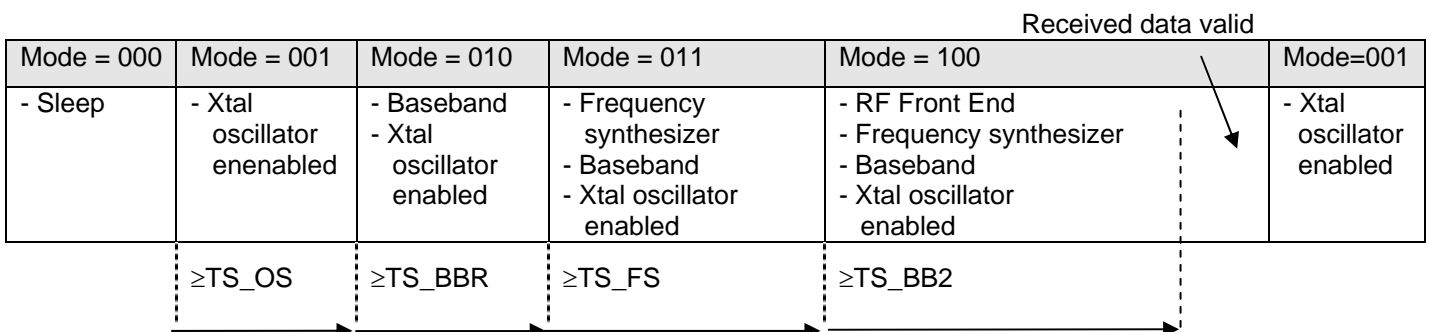 Received data valid
Mode = 000 Mode = 001 Mode = 010 Mode = 011 Mode = 100 Mode=001
- Sleep
- Xtal
oscillator
enenabled
- Baseband
- Xtal
oscillator
enabled
- Frequency
synthesizer
- Baseband
- Xtal oscillator
enabled
- RF Front End
- Frequency synthesizer
- Baseband
- Xtal oscillator
enabled
- Xtal
oscillator
enabled
≥TS_OS ≥TS_BBR ≥TS_FS ≥TS_BB2